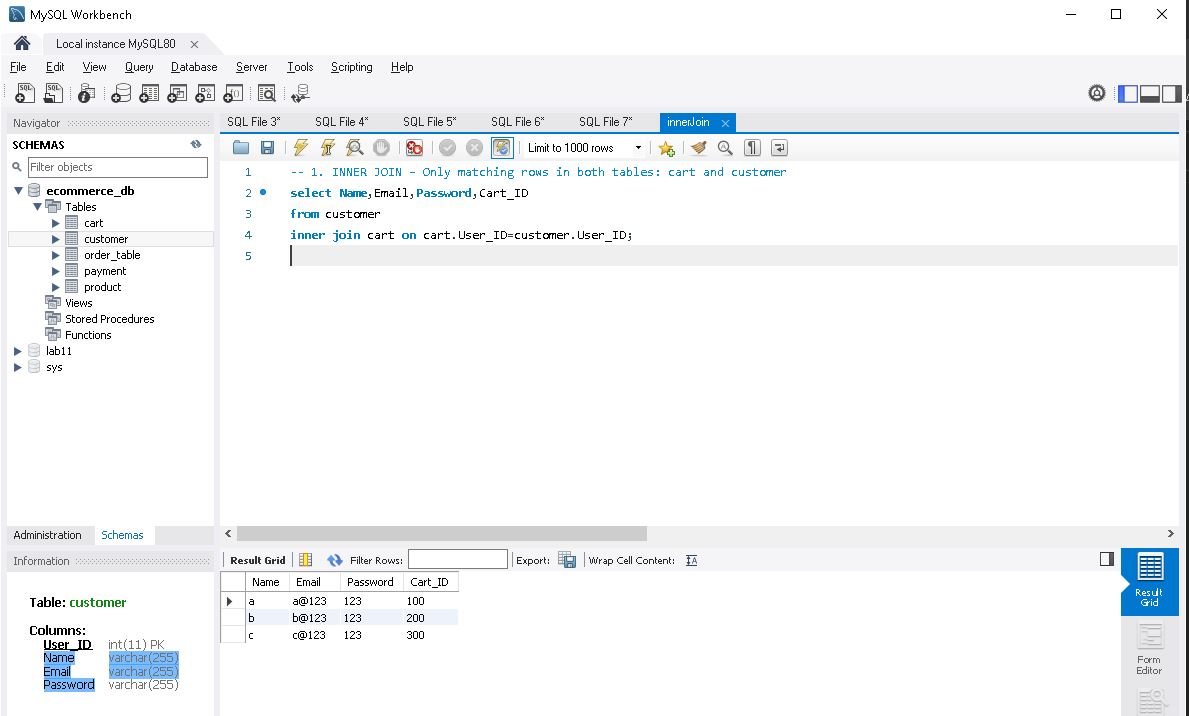 MySQL Workbench
Local instance MySQL80
File Edit View Query Database Server Tools Scripting Help
Navigator
SCHEMAS
Filter objects
ecommerce_db
Tables
cart
customer
order_table
payment
product
Views
Stored Procedures
Functions
lab11
sys
Administration Schemas
Information
Table: customer
Columns:
User_ID int(11) PK
Name varchar(255)
Email varchar(255)
Password varchar(255)
SQL File 3* SQL File 4* SQL File 5* SQL File 6* SQL File 7* innerJoin
Limit to 1000 rows
1 -- 1. INNER JOIN - Only matching rows in both tables: cart and customer
2 select Name,Email,Password,Cart_ID
3 from customer
4 inner join cart on cart.User_ID=customer.User_ID;
5
Result Grid Filter Rows: Export: Wrap Cell Content:
Name Email Password Cart_ID
a a@123 123 100
b b@123 123 200
c c@123 123 300
Result
Grid
Form
Editor